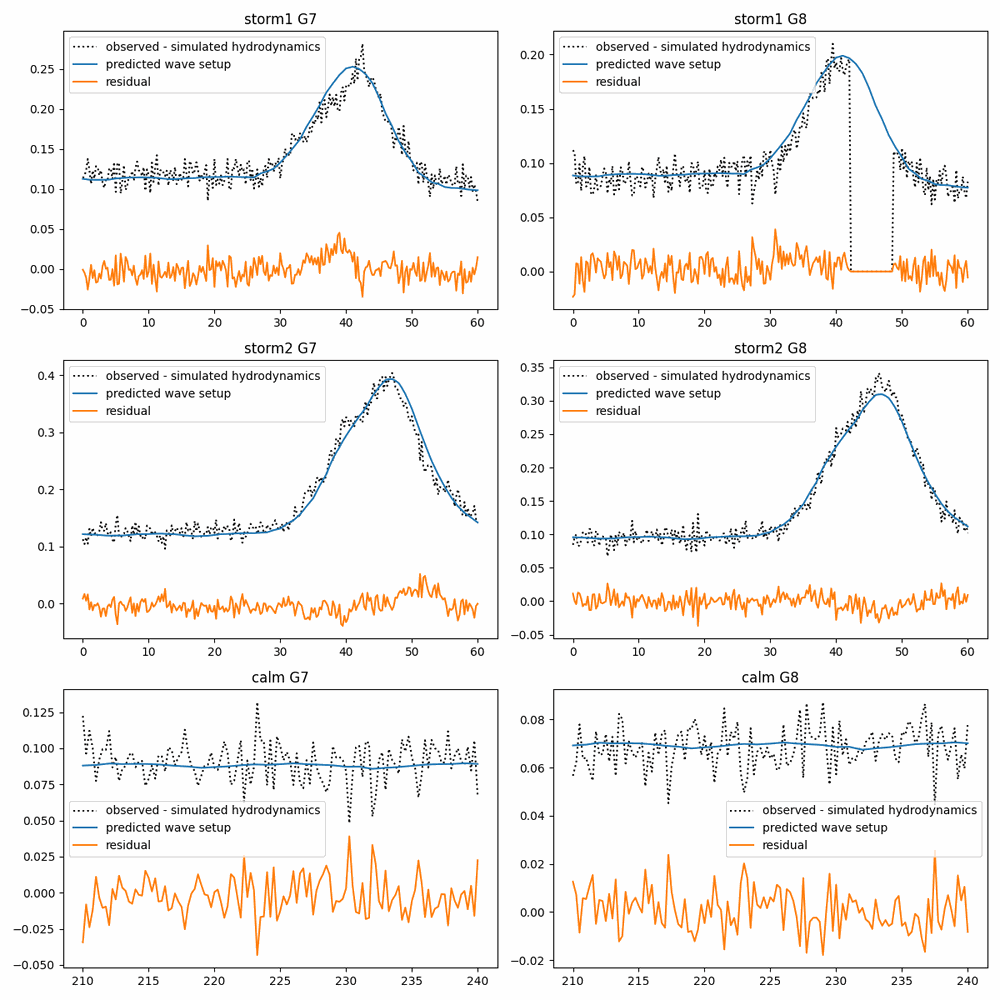 storm1 G7
observed - simulated hydrodynamics
predicted wave setup
residual
0.25
0.20
0.15
0.10
0.05
0.00
−0.05
0 10 20 30 40 50 60
storm1 G8
observed - simulated hydrodynamics
predicted wave setup
residual
0.20
0.15
0.10
0.05
0.00
0 10 20 30 40 50 60
storm2 G7
observed - simulated hydrodynamics
predicted wave setup
residual
0.4
0.3
0.2
0.1
0.0
0 10 20 30 40 50 60
storm2 G8
observed - simulated hydrodynamics
predicted wave setup
residual
0.35
0.30
0.25
0.20
0.15
0.10
0.05
0.00
−0.05
0 10 20 30 40 50 60
calm G7
observed - simulated hydrodynamics
predicted wave setup
residual
0.125
0.100
0.075
0.050
0.025
0.000
−0.025
−0.050
210 215 220 225 230 235 240
calm G8
observed - simulated hydrodynamics
predicted wave setup
residual
0.08
0.06
0.04
0.02
0.00
−0.02
210 215 220 225 230 235 240